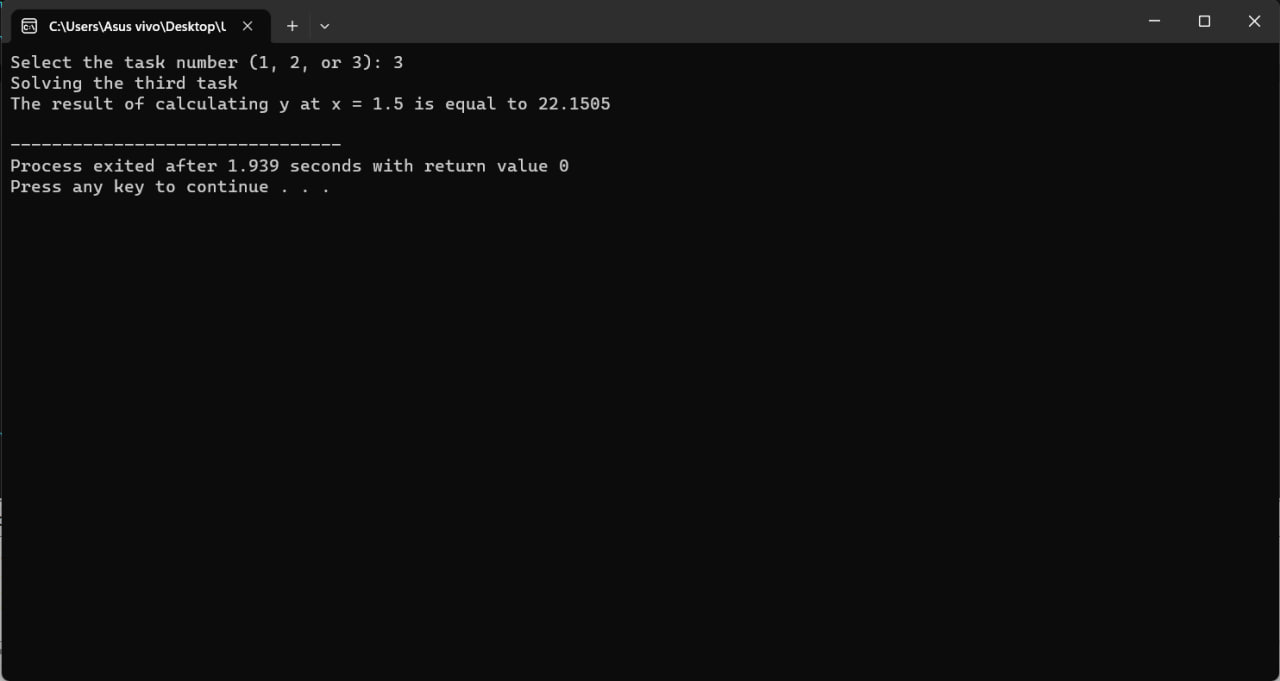 C:\Users\Asus vivo\Desktop\L
Select the task number (1, 2, or 3): 3
Solving the third task
The result of calculating y at x = 1.5 is equal to 22.1505
--------------------------------
Process exited after 1.939 seconds with return value 0
Press any key to continue . . .